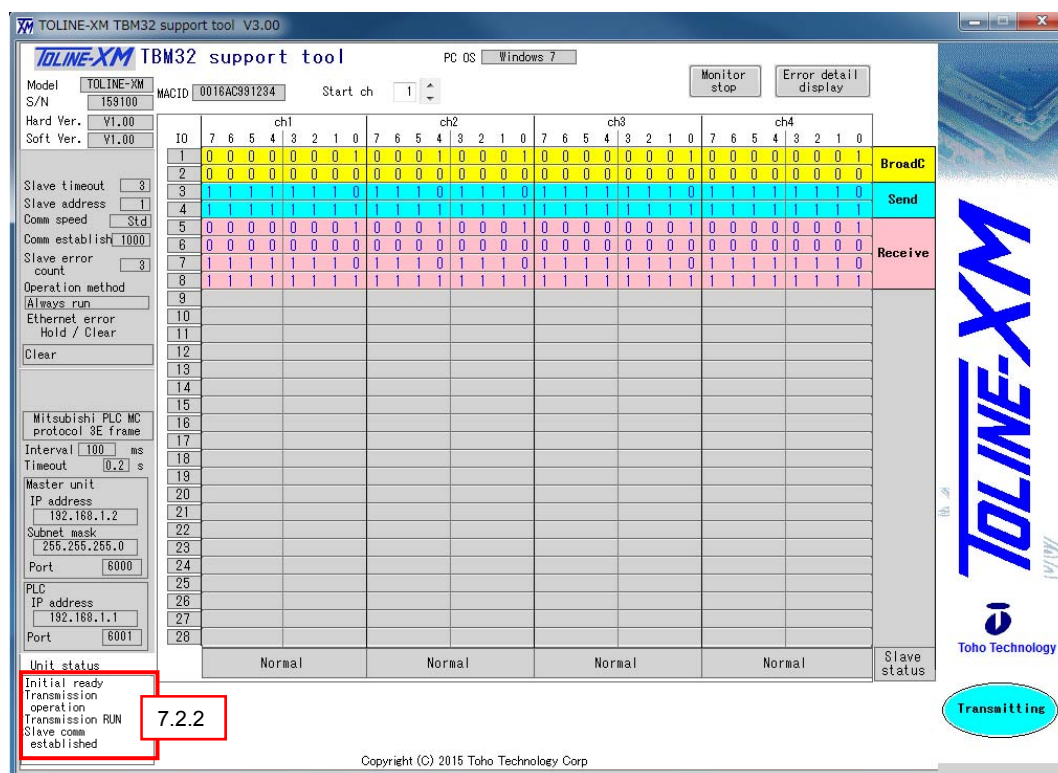 TOLINE-XM TBM32 support tool V3.00
TOLINE-XM TBM32 support tool
PC OS Windows 7
Model TOLINE-XM
S/N 159100
MACID 0016AC991234
Start ch 1
Monitor stop
Error detail display
Hard Ver. V1.00
Soft Ver. V1.00
ch1 ch2 ch3 ch4
IO 7 6 5 4 3 2 1 0 7 6 5 4 3 2 1 0 7 6 5 4 3 2 1 0 7 6 5 4 3 2 1 0
1 0 0 0 0 0 0 0 1 0 0 0 1 0 0 0 1 0 0 0 0 0 0 0 1 0 0 0 0 0 0 0 1
2 0 0 0 0 0 0 0 0 0 0 0 0 0 0 0 0 0 0 0 0 0 0 0 0 0 0 0 0 0 0 0 0
BroadC
3 1 1 1 1 1 1 1 0 1 1 1 0 1 1 1 0 1 1 1 1 1 1 1 0 1 1 1 1 1 1 1 0
4 1 1 1 1 1 1 1 1 1 1 1 1 1 1 1 1 1 1 1 1 1 1 1 1 1 1 1 1 1 1 1 1
Send
5 0 0 0 0 0 0 0 1 0 0 0 1 0 0 0 1 0 0 0 0 0 0 0 1 0 0 0 0 0 0 0 1
6 0 0 0 0 0 0 0 0 0 0 0 0 0 0 0 0 0 0 0 0 0 0 0 0 0 0 0 0 0 0 0 0
7 1 1 1 1 1 1 1 0 1 1 1 0 1 1 1 0 1 1 1 1 1 1 1 0 1 1 1 1 1 1 1 0
8 1 1 1 1 1 1 1 1 1 1 1 1 1 1 1 1 1 1 1 1 1 1 1 1 1 1 1 1 1 1 1 1
Receive
9
10
11
12
13
14
15
16
17
18
19
20
21
22
23
24
25
26
27
28
Normal Normal Normal Normal
Slave
status
Slave timeout 3
Slave address 1
Comm speed Std
Comm establish 1000
Slave error
count 3
Operation method
Always run
Ethernet error
Hold / Clear
Clear
Mitsubishi PLC MC
protocol 3E frame
Interval 100 ms
Timeout 0.2 s
Master unit
IP address
192.168.1.2
Subnet mask
255.255.255.0
Port 6000
PLC
IP address
192.168.1.1
Port 6001
Unit status
Initial ready
Transmission
operation
Transmission RUN
Slave comm
established
7.2.2
TOLINE-XM
Toho Technology
Transmitting
Copyright (C) 2015 Toho Technology Corp